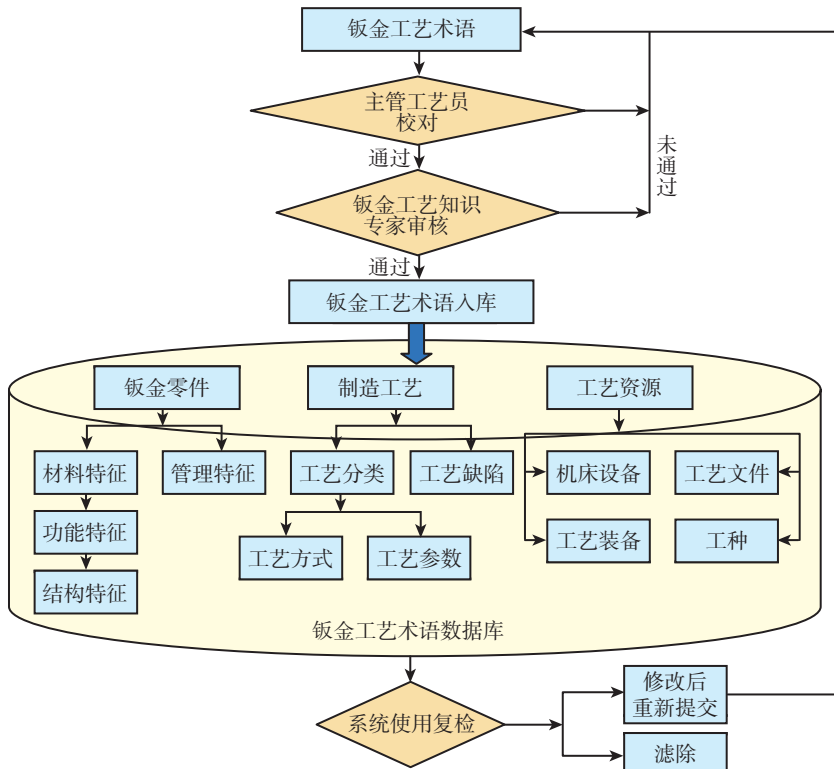 钣金工艺术语
主管工艺员
校对
通过
未通过
钣金工艺知识
专家审核
通过
钣金工艺术语入库
钣金零件
制造工艺
工艺资源
材料特征
管理特征
工艺分类
工艺缺陷
机床设备
工艺文件
功能特征
工艺方式
工艺参数
工艺装备
工种
结构特征
钣金工艺术语数据库
系统使用复检
修改后
重新提交
滤除